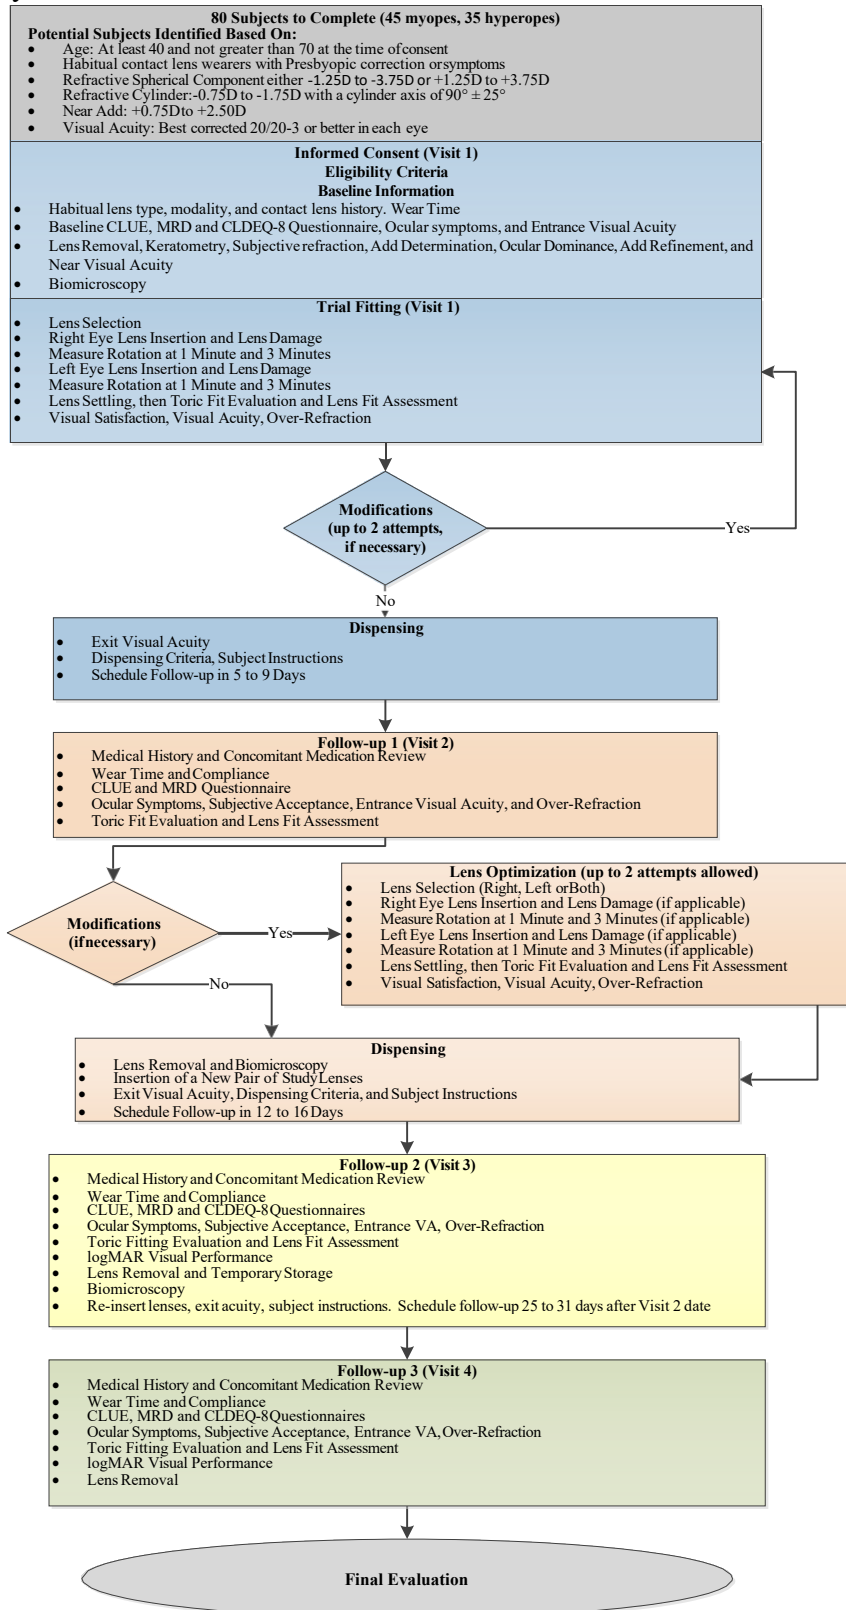 80 Subjects to Complete (45 myopes, 35 hyperopes)
Potential Subjects Identified Based On:
• Age: At least 40 and not greater than 70 at the time of consent
• Habitual contact lens wearers with Presbyopic correction or symptoms
• Refractive Spherical Component either -1.25D to -3.75D or +1.25D to +3.75D
• Refractive Cylinder:-0.75D to -1.75D with a cylinder axis of 90° ± 25°
• Near Add: +0.75D to +2.50D
• Visual Acuity: Best corrected 20/20-3 or better in each eye
Informed Consent (Visit 1)
Eligibility Criteria
Baseline Information
• Habitual lens type, modality, and contact lens history. Wear Time
• Baseline CLUE, MRD and CLDEQ-8 Questionnaire, Ocular symptoms, and Entrance Visual Acuity
• Lens Removal, Keratometry, Subjective refraction, Add Determination, Ocular Dominance, Add Refinement, and
Near Visual Acuity
• Biomicroscopy
Trial Fitting (Visit 1)
• Lens Selection
• Right Eye Lens Insertion and Lens Damage
• Measure Rotation at 1 Minute and 3 Minutes
• Left Eye Lens Insertion and Lens Damage
• Measure Rotation at 1 Minute and 3 Minutes
• Lens Settling, then Toric Fit Evaluation and Lens Fit Assessment
• Visual Satisfaction, Visual Acuity, Over-Refraction
Modifications
(up to 2 attempts,
if necessary)
Yes
No
Dispensing
• Exit Visual Acuity
• Dispensing Criteria, Subject Instructions
• Schedule Follow-up in 5 to 9 Days
Follow-up 1 (Visit 2)
• Medical History and Concomitant Medication Review
• Wear Time and Compliance
• CLUE and MRD Questionnaire
• Ocular Symptoms, Subjective Acceptance, Entrance Visual Acuity, and Over-Refraction
• Toric Fit Evaluation and Lens Fit Assessment
Modifications
(if necessary)
Yes
No
Lens Optimization (up to 2 attempts allowed)
• Lens Selection (Right, Left or Both)
• Right Eye Lens Insertion and Lens Damage (if applicable)
• Measure Rotation at 1 Minute and 3 Minutes (if applicable)
• Left Eye Lens Insertion and Lens Damage (if applicable)
• Measure Rotation at 1 Minute and 3 Minutes (if applicable)
• Lens Settling, then Toric Fit Evaluation and Lens Fit Assessment
• Visual Satisfaction, Visual Acuity, Over-Refraction
Dispensing
• Lens Removal and Biomicroscopy
• Insertion of a New Pair of Study Lenses
• Exit Visual Acuity, Dispensing Criteria, and Subject Instructions
• Schedule Follow-up in 12 to 16 Days
Follow-up 2 (Visit 3)
• Medical History and Concomitant Medication Review
• Wear Time and Compliance
• CLUE, MRD and CLDEQ-8 Questionnaires
• Ocular Symptoms, Subjective Acceptance, Entrance VA, Over-Refraction
• Toric Fitting Evaluation and Lens Fit Assessment
• logMAR Visual Performance
• Lens Removal and Temporary Storage
• Biomicroscopy
• Re-insert lenses, exit acuity, subject instructions. Schedule follow-up 25 to 31 days after Visit 2 date
Follow-up 3 (Visit 4)
• Medical History and Concomitant Medication Review
• Wear Time and Compliance
• CLUE, MRD and CLDEQ-8 Questionnaires
• Ocular Symptoms, Subjective Acceptance, Entrance VA, Over-Refraction
• Toric Fitting Evaluation and Lens Fit Assessment
• logMAR Visual Performance
• Lens Removal
Final Evaluation